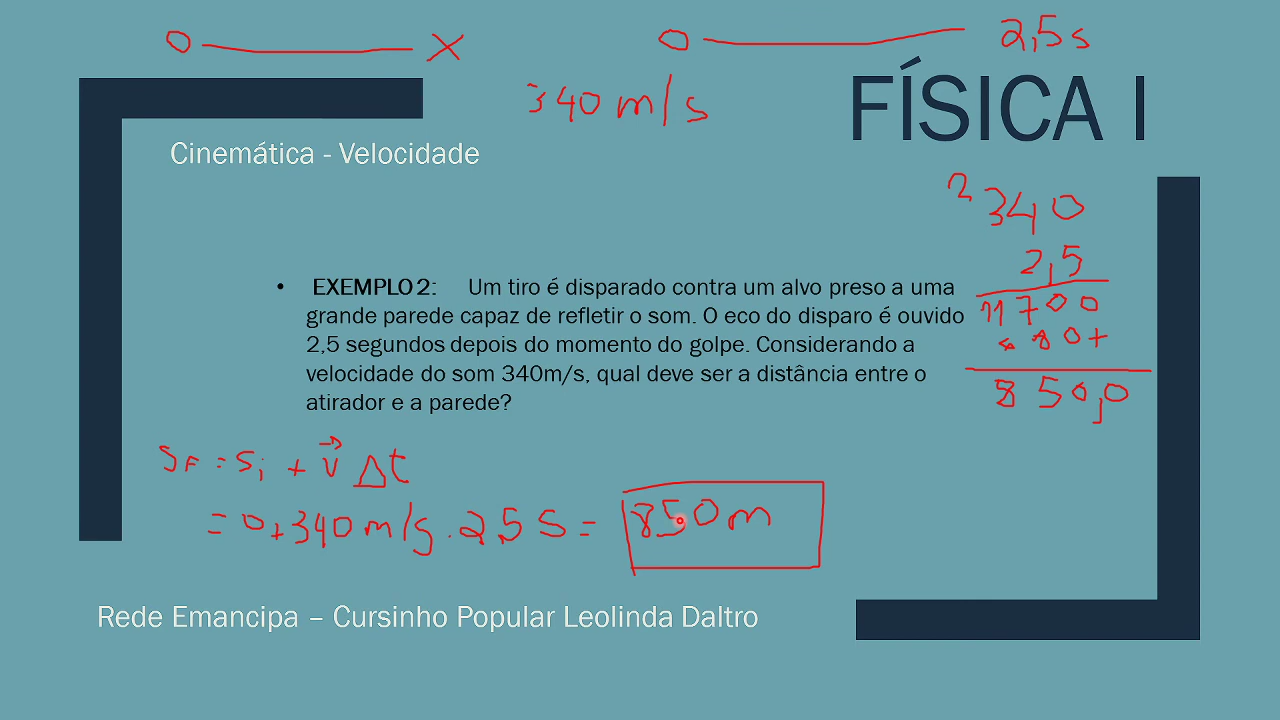 0 ——— X
0 ——— 2,5 s
340 m/s
FÍSICA I
Cinemática - Velocidade
2
340
2,5
1700
680+
850,0
• EXEMPLO 2: Um tiro é disparado contra um alvo preso a uma
grande parede capaz de refletir o som. O eco do disparo é ouvido
2,5 segundos depois do momento do golpe. Considerando a
velocidade do som 340m/s, qual deve ser a distância entre o
atirador e a parede?
SF = Si + v⃗ Δt
= 0 + 340 m/s . 2,5 s = 850 m
Rede Emancipa – Cursinho Popular Leolinda Daltro